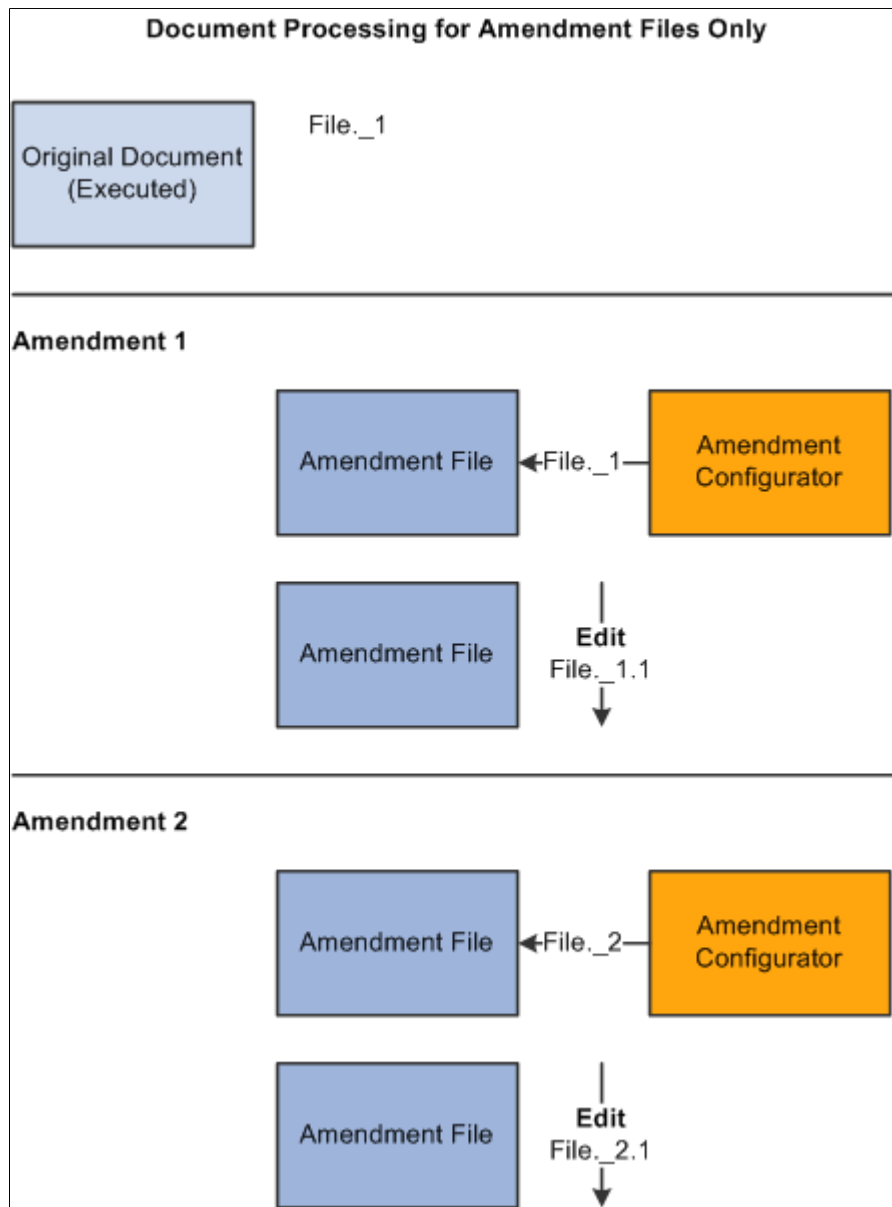 Document Processing for Amendment Files Only
File._1
Original Document
(Executed)
Amendment 1
Amendment File
File._1
Amendment
Configurator
Amendment File
Edit
File._1.1
Amendment 2
Amendment File
File._2
Amendment
Configurator
Amendment File
Edit
File._2.1